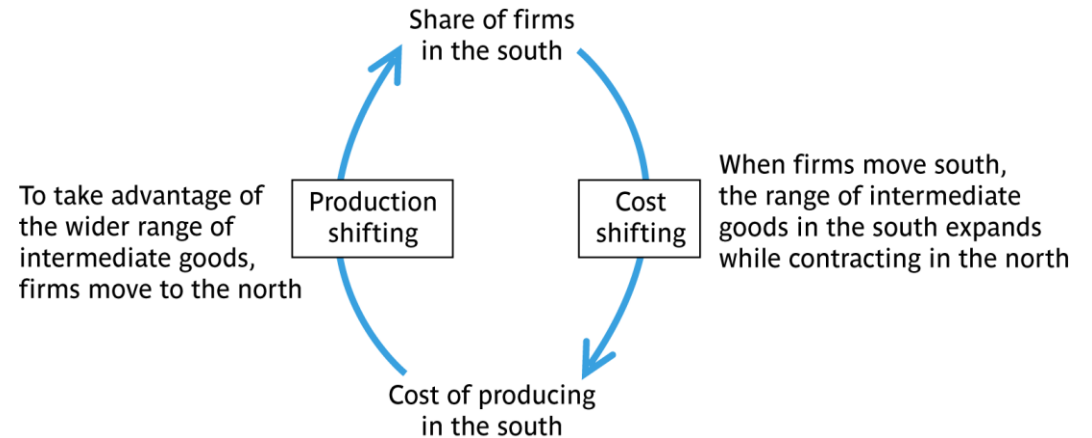 Share of firms
in the south
To take advantage of
the wider range of
intermediate goods,
firms move to the north
Production
shifting
Cost
shifting
When firms move south,
the range of intermediate
goods in the south expands
while contracting in the north
Cost of producing
in the south